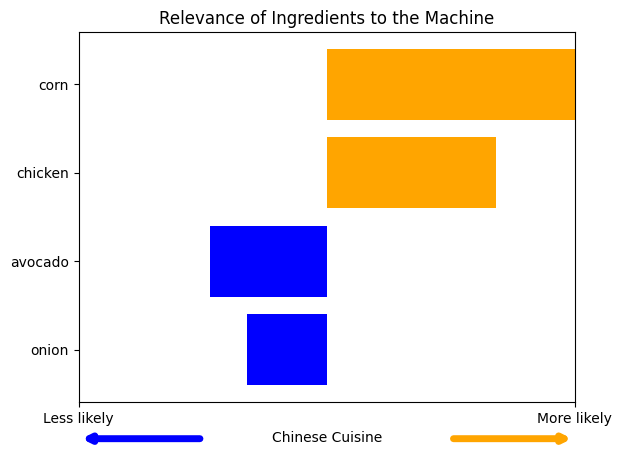 Relevance of Ingredients to the Machine
corn
chicken
avocado
onion
Less likely
More likely
Chinese Cuisine